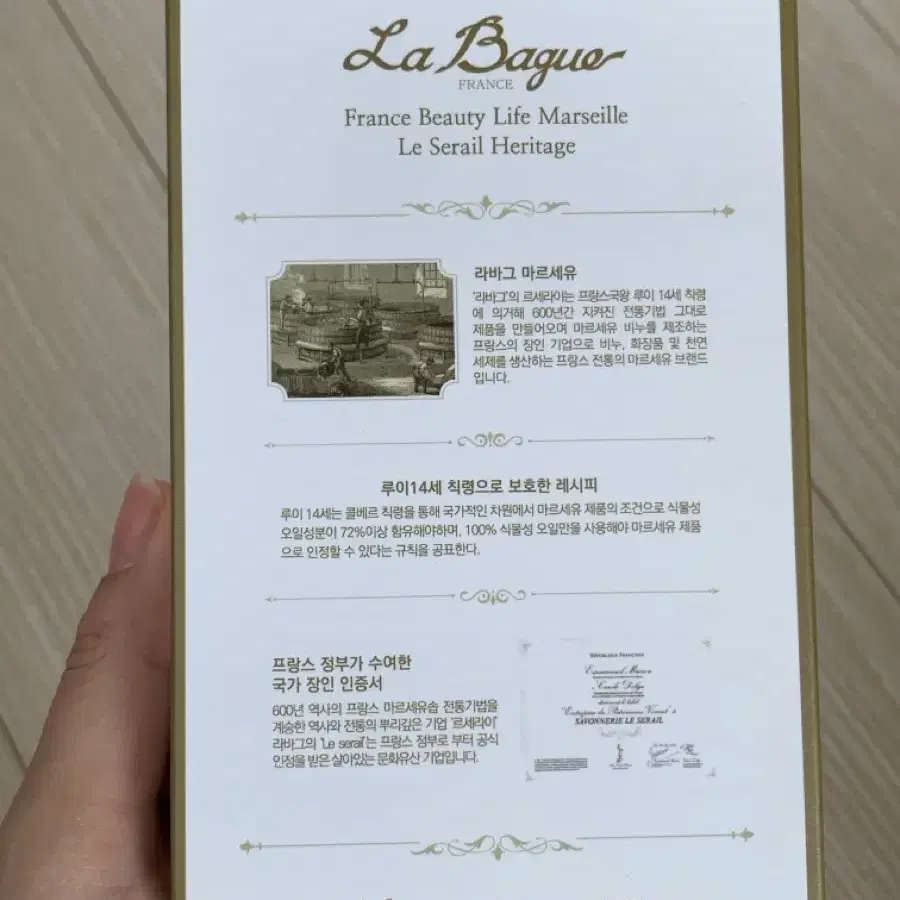 La Bague
FRANCE
France Beauty Life Marseille
Le Serail Heritage
라바그 마르세유
'라바그'의 르세라이는 프랑스국왕 루이 14세 칙령
에 의거해 600년간 지켜진 전통기법 그대로
제품을 만들어오며 마르세유 비누를 제조하는
프랑스의 장인 기업으로 비누, 화장품 및 천연
세제를 생산하는 프랑스 전통의 마르세유 브랜드
입니다.
루이14세 칙령으로 보호한 레시피
루이 14세는 콜베르 칙령을 통해 국가적인 차원에서 마르세유 제품의 조건으로 식물성
오일성분이 72%이상 함유해야하며, 100% 식물성 오일만을 사용해야 마르세유 제품
으로 인정할 수 있다는 규칙을 공표한다.
프랑스 정부가 수여한
국가 장인 인증서
600년 역사의 프랑스 마르세유솝 전통기법을
계승한 역사와 전통의 뿌리깊은 기업 '르세라이'
라바그의 'Le serail'는 프랑스 정부로 부터 공식
인정을 받은 살아있는 문화유산 기업입니다.
RÉPUBLIQUE FRANÇAISE
Emmanuel Macron
Carole Delga
"Entreprise du Patrimoine Vivant" à
SAVONNERIE LE SERAIL